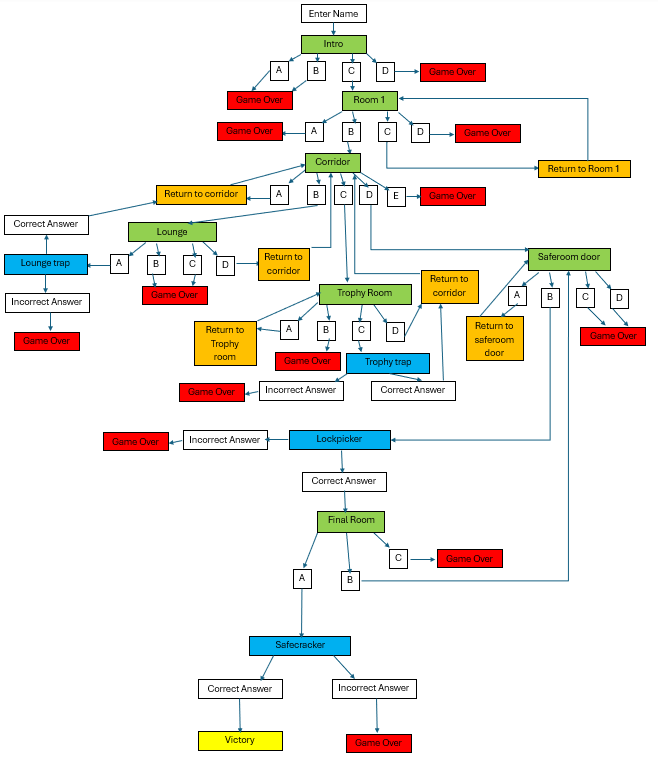 Enter Name
Intro
A
B
C
D
Game Over
Game Over
Room 1
Game Over
A
B
C
D
Game Over
Corridor
Return to Room 1
Return to corridor
A
B
C
D
E
Game Over
Correct Answer
Lounge
Lounge trap
A
B
C
D
Return to
corridor
Saferoom door
Incorrect Answer
Game Over
Trophy Room
Return to
corridor
A
B
C
D
Game Over
Return to
Trophy
room
A
B
C
D
Return to
saferoom
door
Game Over
Game Over
Trophy trap
Game Over
Incorrect Answer
Correct Answer
Game Over
Incorrect Answer
Lockpicker
Correct Answer
Final Room
A
B
C
Game Over
Safecracker
Correct Answer
Incorrect Answer
Victory
Game Over